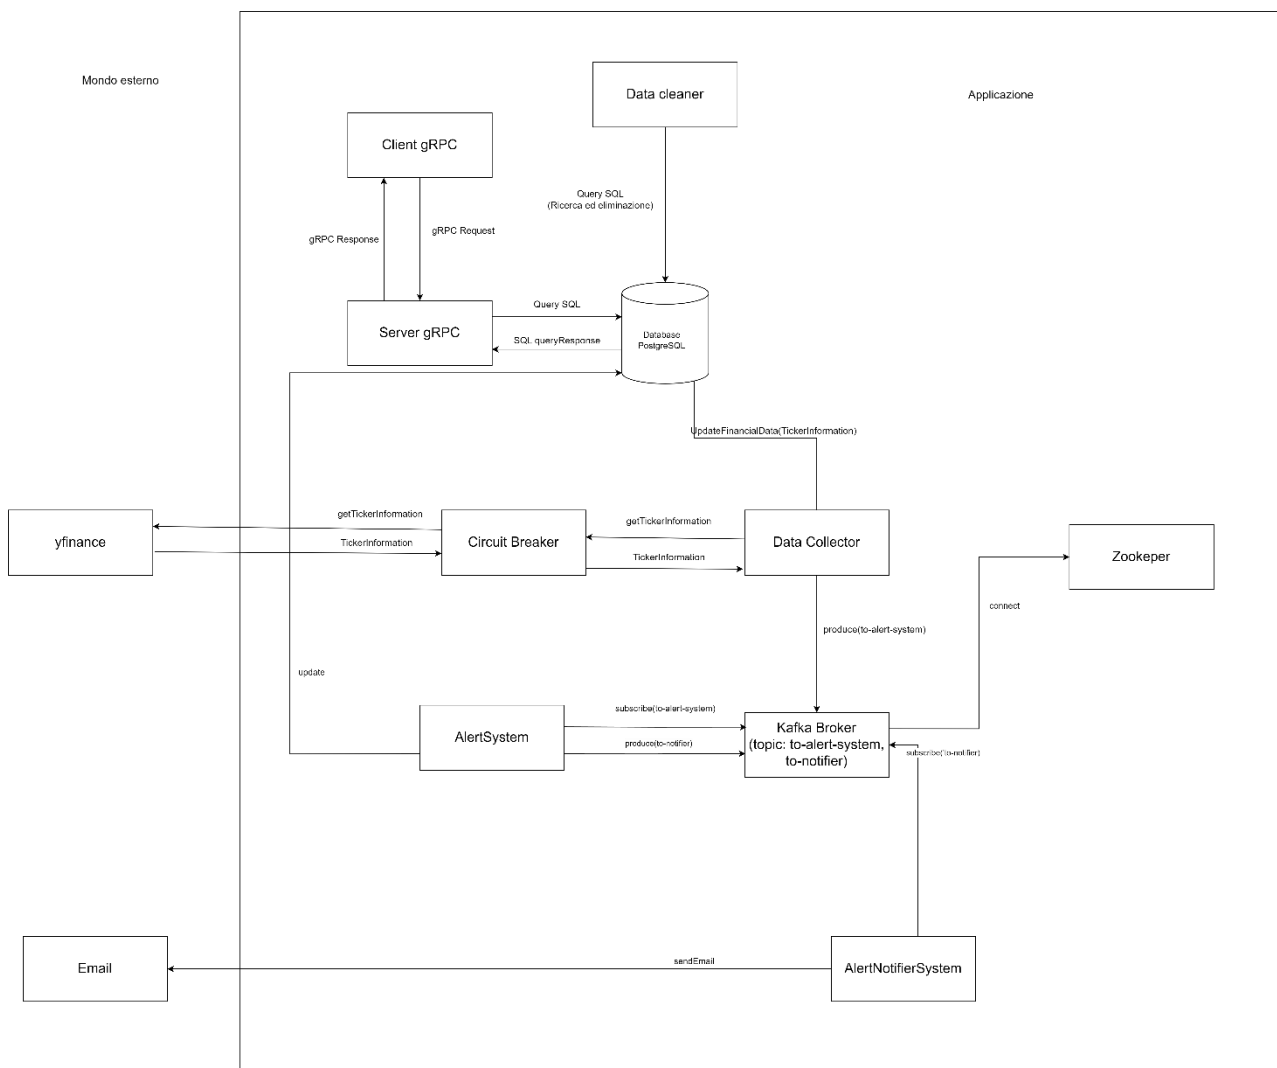 Mondo esterno
Applicazione
Data cleaner
Client gRPC
Query SQL
(Ricerca ed eliminazione)
gRPC Response
gRPC Request
Server gRPC
Query SQL
SQL queryResponse
Database
PostgreSQL
UpdateFinancialData(TickerInformation)
yfinance
getTickerInformation
TickerInformation
Circuit Breaker
getTickerInformation
TickerInformation
Data Collector
Zookeper
connect
produce(to-alert-system)
update
AlertSystem
subscribe(to-alert-system)
produce(to-notifier)
Kafka Broker
(topic: to-alert-system,
to-notifier)
subscribe('to-notifier)
Email
sendEmail
AlertNotifierSystem